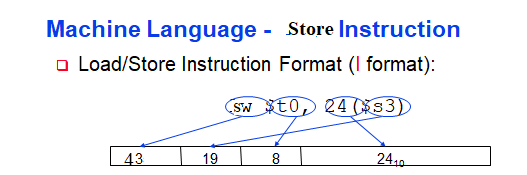 Machine Language - Store Instruction
Load/Store Instruction Format (I format):
sw $t0, 24($s3)
43 19 8 24₁₀